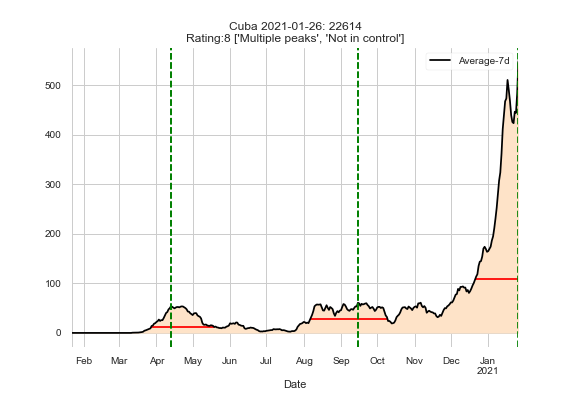 Cuba 2021-01-26: 22614
Rating:8 ['Multiple peaks', 'Not in control']
Average-7d
500
400
300
200
100
0
Feb Mar Apr May Jun Jul Aug Sep Oct Nov Dec Jan
2021
Date